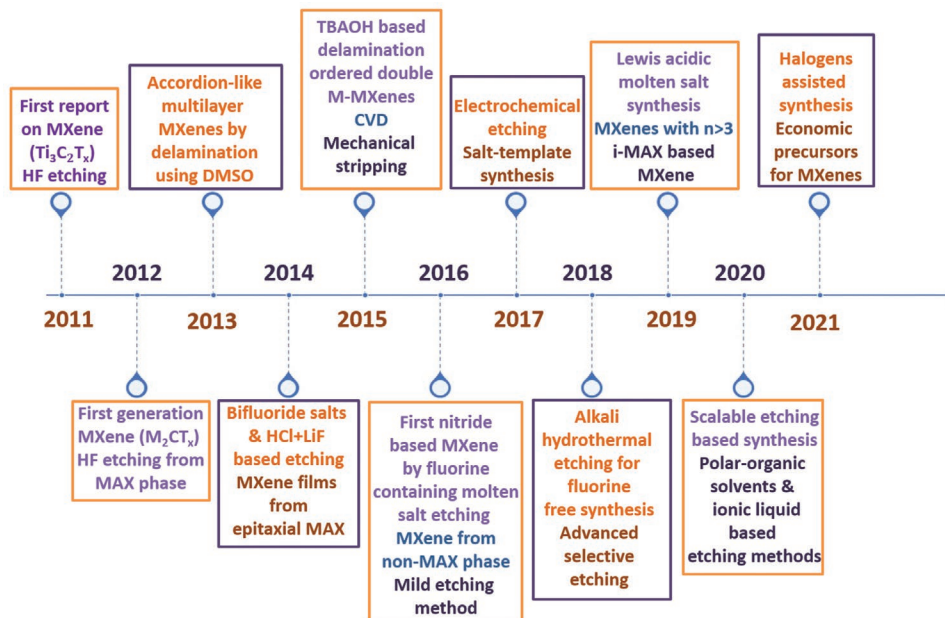 First report
on MXene
(Ti₃C₂Tₓ)
HF etching
Accordion-like
multilayer
MXenes by
delamination
using DMSO
TBAOH based
delamination
ordered double
M-MXenes
CVD
Mechanical
stripping
Electrochemical
etching
Salt-template
synthesis
Lewis acidic
molten salt
synthesis
MXenes with n>3
i-MAX based
MXene
Halogens
assisted
synthesis
Economic
precursors
for MXenes
2012
2014
2016
2018
2020
2011
2013
2015
2017
2019
2021
First generation
MXene (M₂CTₓ)
HF etching from
MAX phase
Bifluoride salts
& HCl+LiF
based etching
MXene films
from
epitaxial MAX
First nitride
based MXene
by fluorine
containing molten
salt etching
MXene from
non-MAX phase
Mild etching
method
Alkali
hydrothermal
etching for
fluorine
free synthesis
Advanced
selective
etching
Scalable etching
based synthesis
Polar-organic
solvents &
ionic liquid
based
etching methods